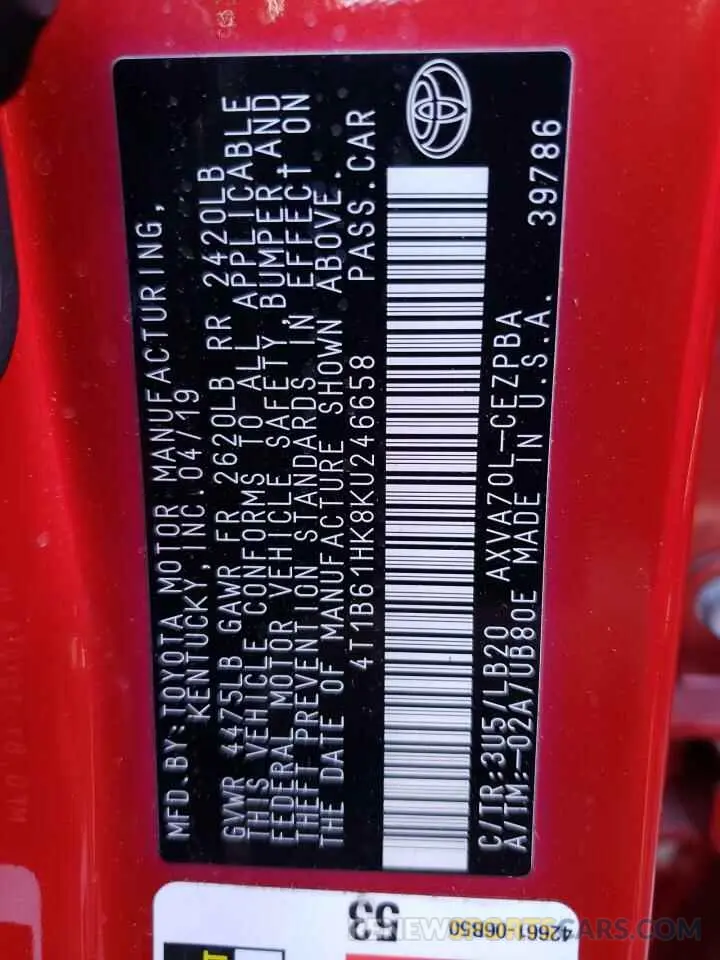 MFD.BY:TOYOTA MOTOR MANUFACTURING,
KENTUCKY,INC.04/19
GVWR 4475LB GAWR FR 2620LB RR 2420LB
THIS VEHICLE CONFORMS TO ALL APPLICABLE
FEDERAL MOTOR VEHICLE SAFETY,BUMPER,AND
THEFT PREVENTION STANDARDS IN EFFECT ON
THE DATE OF MANUFACTURE SHOWN ABOVE.
4T1B61HK8KU246658 PASS.CAR
C/TR:3U5/LB20 AXVA70L-CEZPBA 39786
A/TM:-02A/UB80E MADE IN U.S.A.
53
42661-06B50
RENEWSPORTSCARS.COM